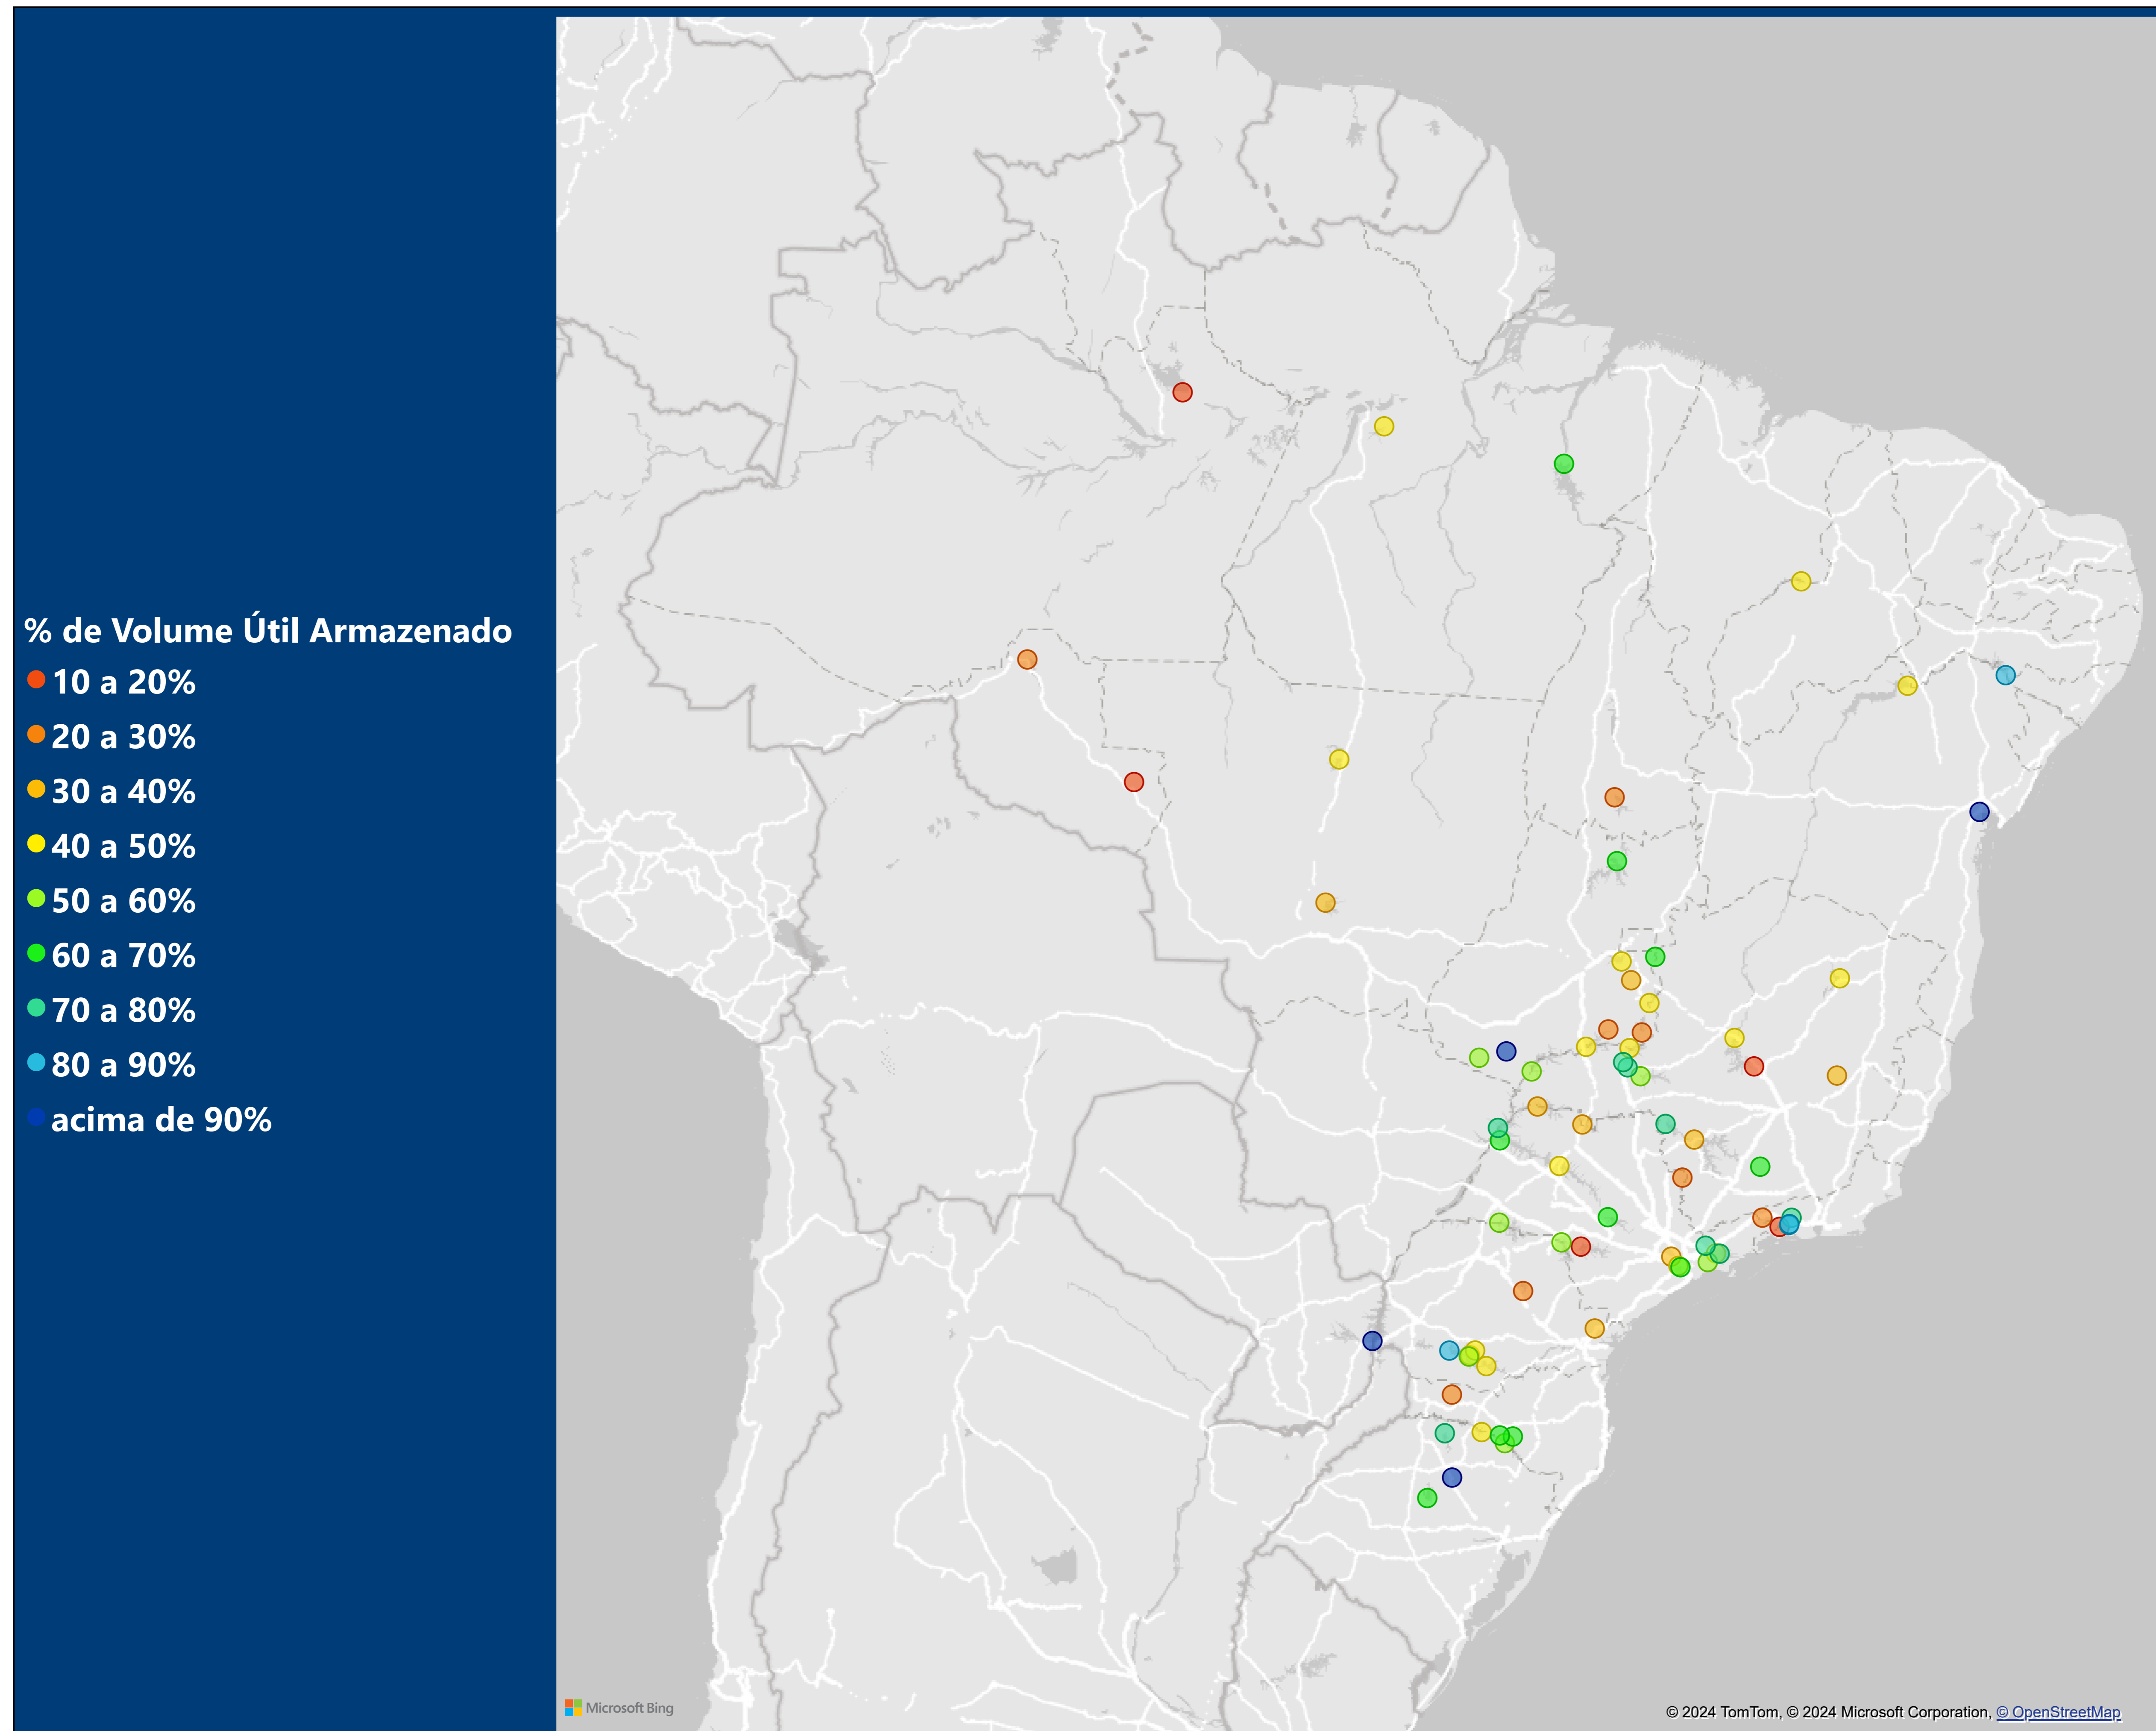 % de Volume Útil Armazenado
10 a 20%
20 a 30%
30 a 40%
40 a 50%
50 a 60%
60 a 70%
70 a 80%
80 a 90%
acima de 90%
Microsoft Bing
© 2024 TomTom, © 2024 Microsoft Corporation, © OpenStreetMap